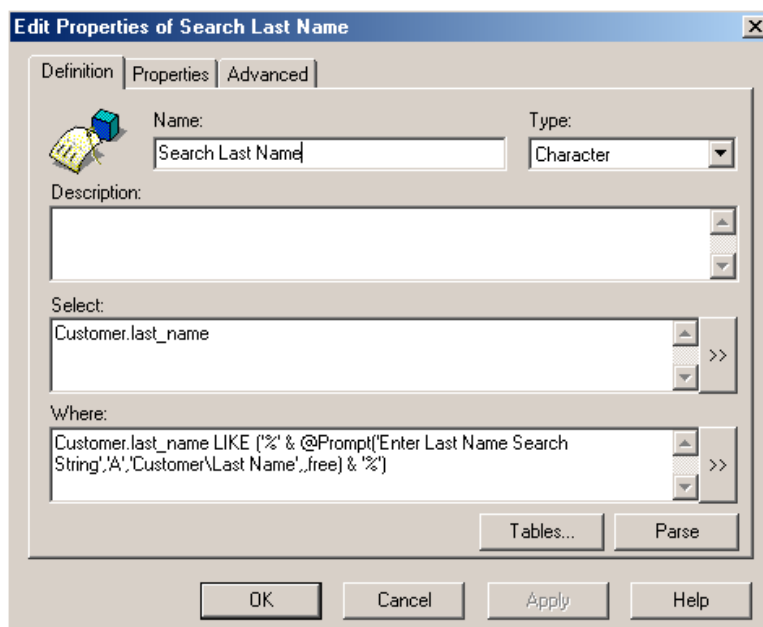 Edit Properties of Search Last Name
Definition Properties Advanced
Name: Type:
Search Last Name Character
Description:
Select:
Customer.last_name
>>
Where:
Customer.last_name LIKE ('%' & @Prompt('Enter Last Name Search
String','A','Customer\Last Name',,free) & '%')
>>
Tables... Parse
OK Cancel Apply Help